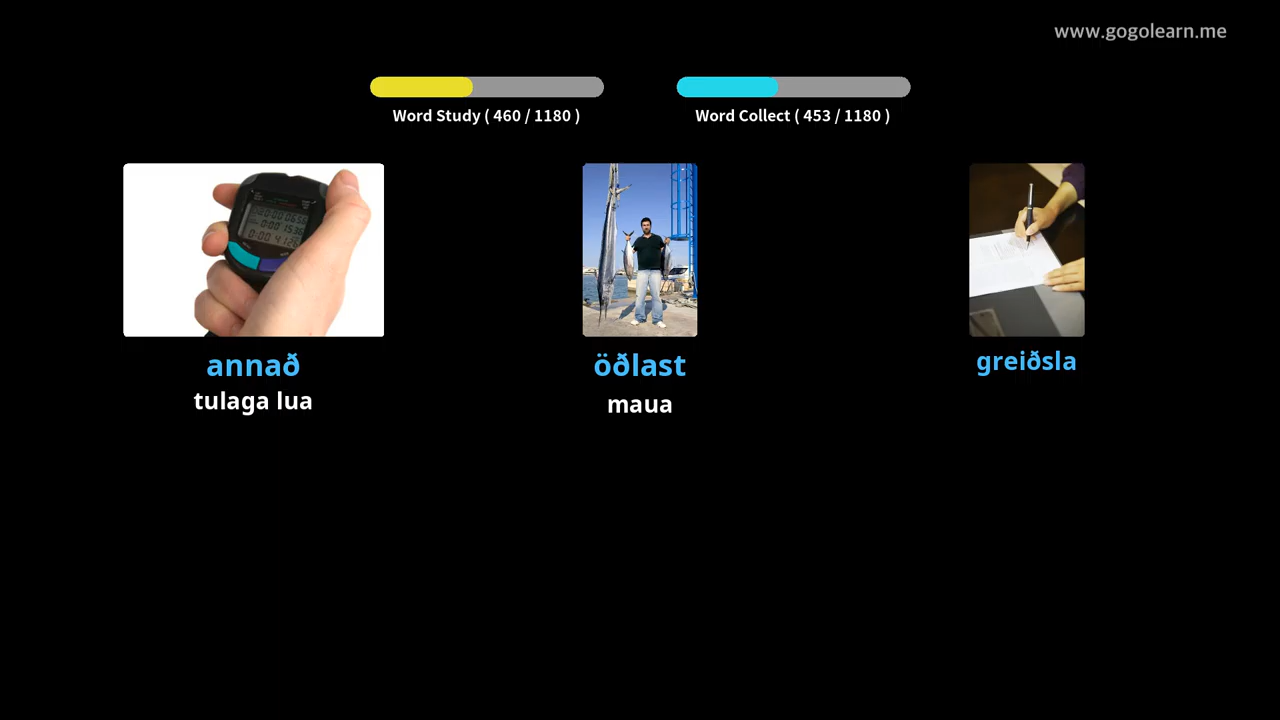 www.gogolearn.me
Word Study ( 460 / 1180 )
Word Collect ( 453 / 1180 )
annað
tulaga lua
öðlast
maua
greiðsla